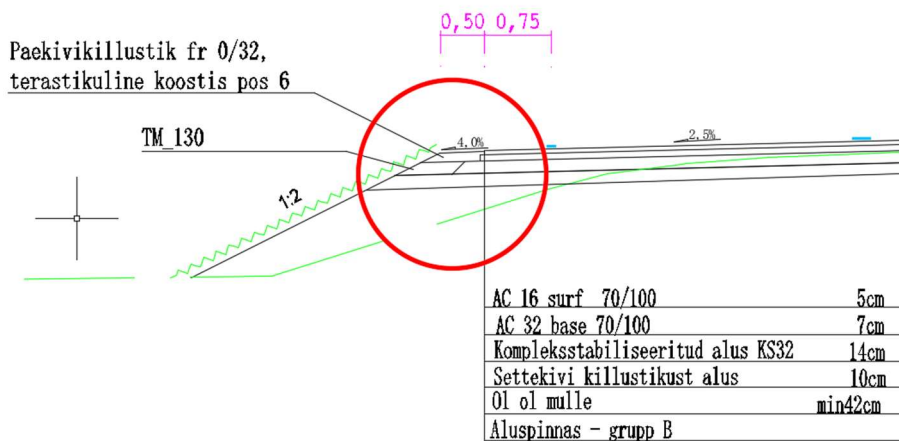 0,50 0,75
Paekivikillustik fr 0/32,
terastikuline koostis pos 6
TM_130
4.0%
2.5%
1:2
AC 16 surf 70/100 5cm
AC 32 base 70/100 7cm
Kompleksstabiliseeritud alus KS32 14cm
Settekivi killustikust alus 10cm
Ol ol mulle min42cm
Aluspinnas - grupp B